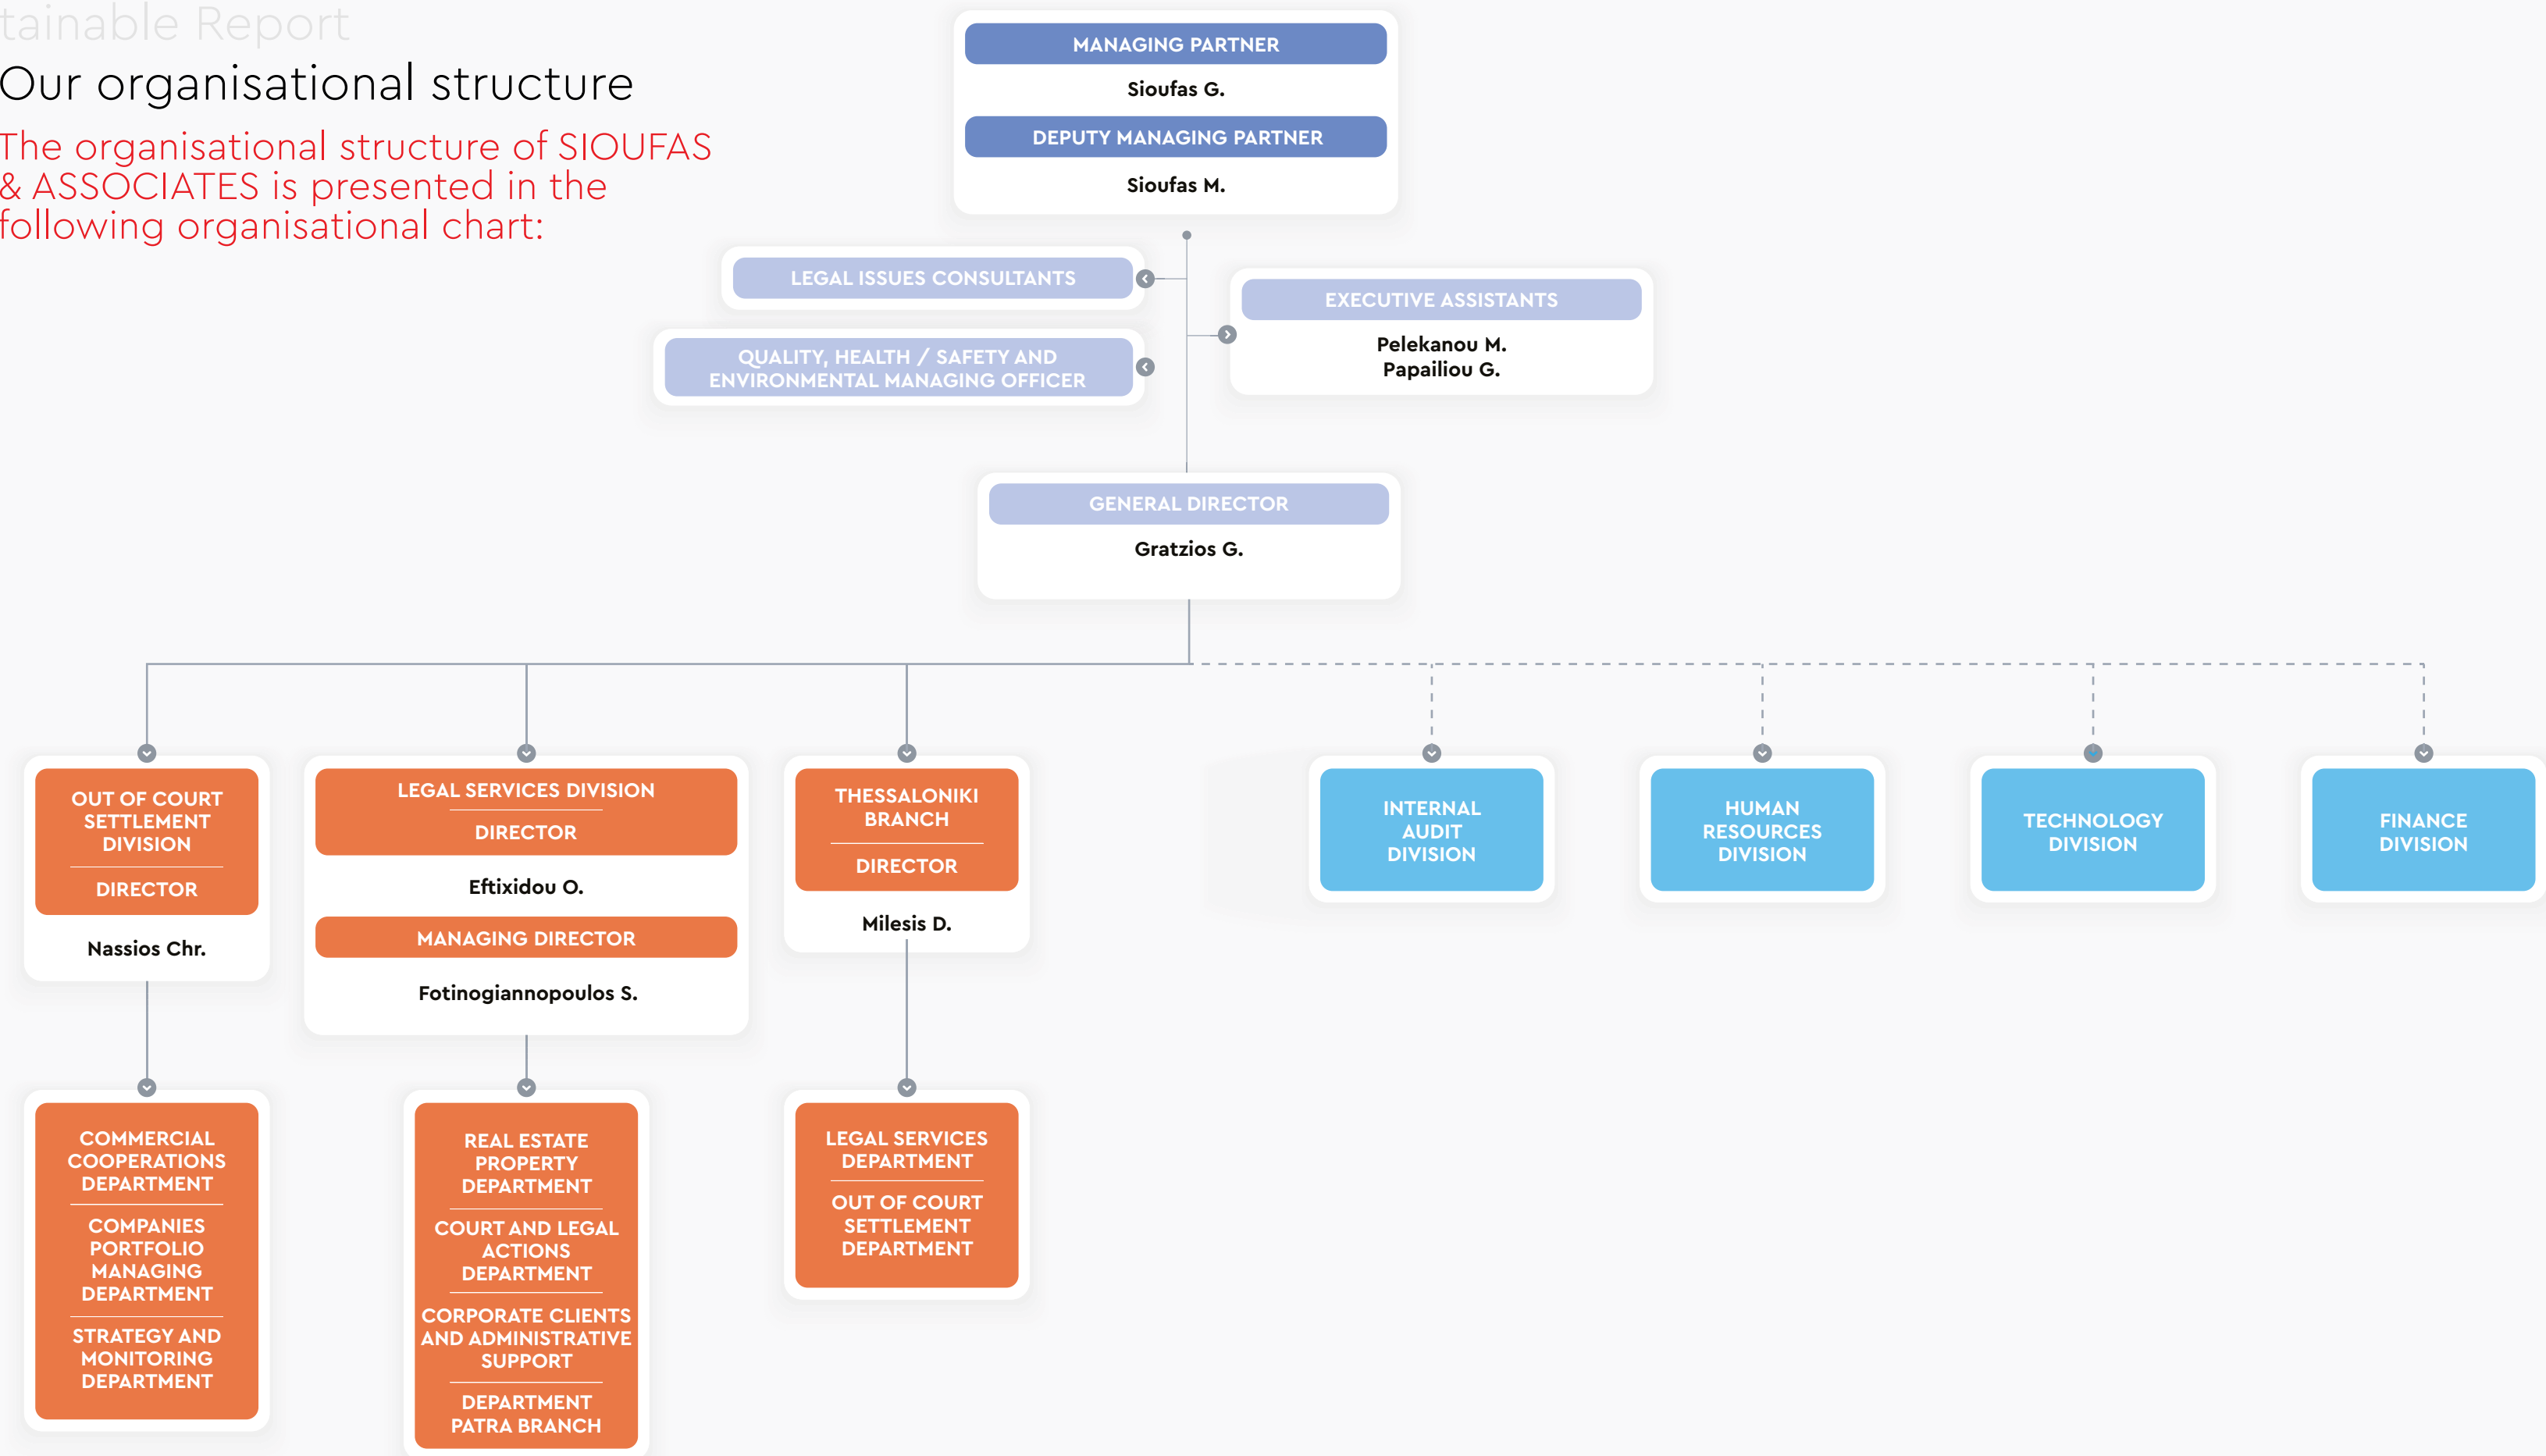 tainable Report
Our organisational structure
The organisational structure of SIOUFAS
& ASSOCIATES is presented in the
following organisational chart:
MANAGING PARTNER
Sioufas G.
DEPUTY MANAGING PARTNER
Sioufas M.
LEGAL ISSUES CONSULTANTS
EXECUTIVE ASSISTANTS
Pelekanou M.
Papailiou G.
QUALITY, HEALTH / SAFETY AND
ENVIRONMENTAL MANAGING OFFICER
GENERAL DIRECTOR
Gratzios G.
OUT OF COURT
SETTLEMENT
DIVISION
DIRECTOR
Nassios Chr.
LEGAL SERVICES DIVISION
DIRECTOR
Eftixidou O.
MANAGING DIRECTOR
Fotinogiannopoulos S.
THESSALONIKI
BRANCH
DIRECTOR
Milesis D.
INTERNAL
AUDIT
DIVISION
HUMAN
RESOURCES
DIVISION
TECHNOLOGY
DIVISION
FINANCE
DIVISION
COMMERCIAL
COOPERATIONS
DEPARTMENT
COMPANIES
PORTFOLIO
MANAGING
DEPARTMENT
STRATEGY AND
MONITORING
DEPARTMENT
REAL ESTATE
PROPERTY
DEPARTMENT
COURT AND LEGAL
ACTIONS
DEPARTMENT
CORPORATE CLIENTS
AND ADMINISTRATIVE
SUPPORT
DEPARTMENT
PATRA BRANCH
LEGAL SERVICES
DEPARTMENT
OUT OF COURT
SETTLEMENT
DEPARTMENT